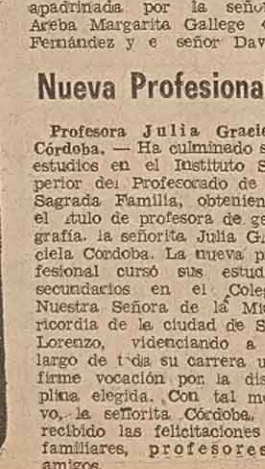 apadrinada por la seño
Areba Margarita Gallege
Fernández y e señor Dav
Nueva Profesiona
Profesora Julia Gracie
Córdoba. — Ha culminado s
estudios en el Instituto S
perior del Profesorado de
Sagrada Familia, obtenien
el título de profesora de ge
grafía. la señorita Julia G
ciela Cordoba. La nueva p
fesional cursó sus estud
secundarios en el Coleg
Nuestra Señora de la Mi
ricordia de la ciudad de S
Lorenzo, videnciando a
largo de toda su carrera u
firme vocación por la dis
plina elegida. Con tal mo
vo, la señorita Córdoba,
recibido las felicitaciones
familiares, profesores
amigos.